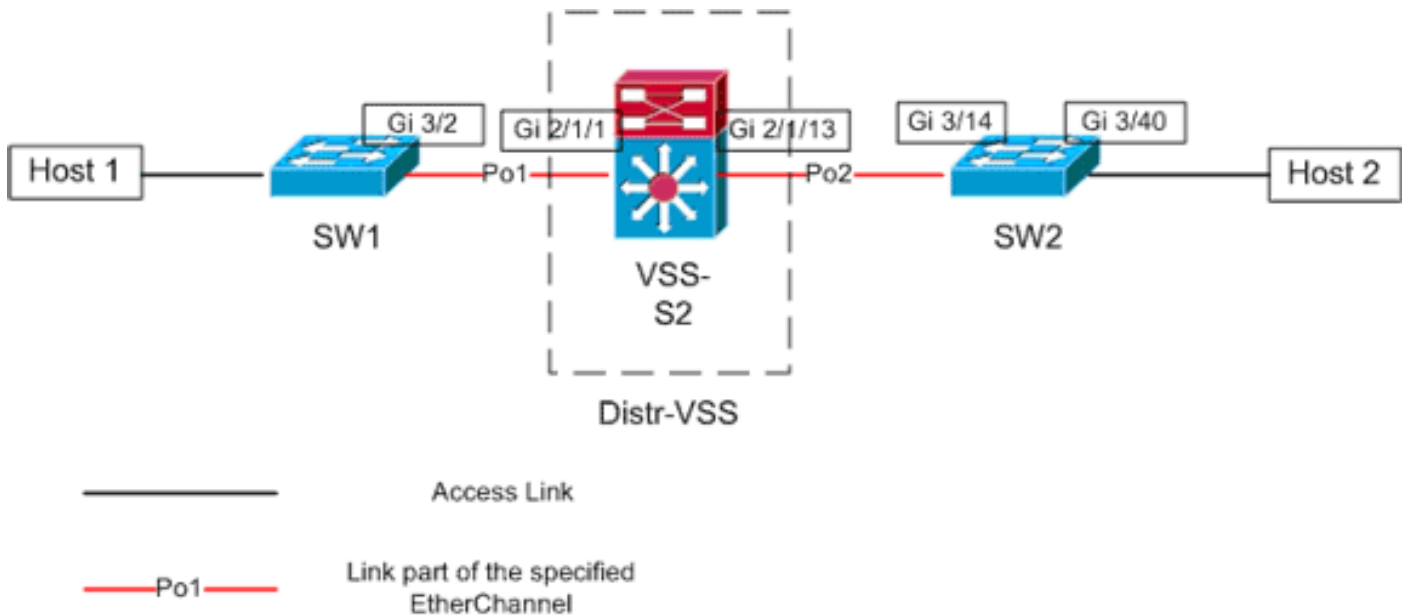 Gi 3/2
Gi 2/1/1
Gi 2/1/13
Gi 3/14
Gi 3/40
Host 1
Po1
Po2
Host 2
SW1
SW2
VSS-
S2
Distr-VSS
Access Link
Po1
Link part of the specified
EtherChannel